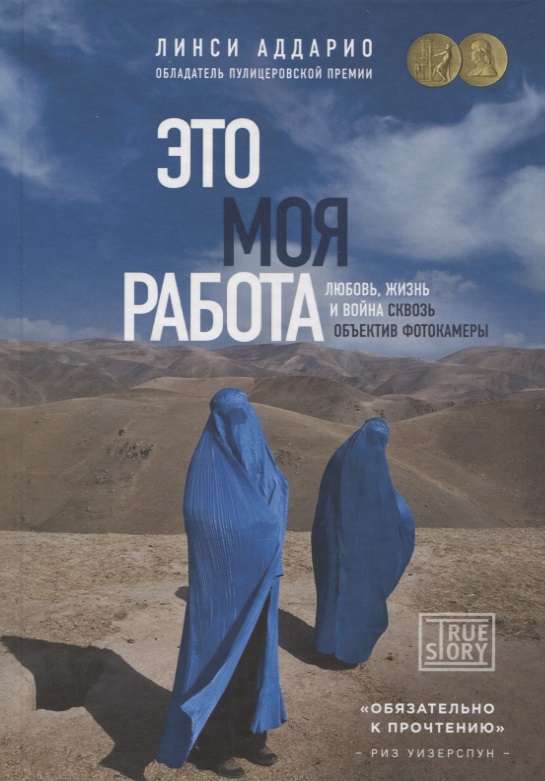 ЛИНСИ АДДАРИО
ОБЛАДАТЕЛЬ ПУЛИЦЕРОВСКОЙ ПРЕМИИ
ЭТО
МОЯ
РАБОТА
ЛЮБОВЬ, ЖИЗНЬ
И ВОЙНА СКВОЗЬ
ОБЪЕКТИВ ФОТОКАМЕРЫ
TRUE
STORY
«ОБЯЗАТЕЛЬНО
К ПРОЧТЕНИЮ»
– РИЗ УИЗЕРСПУН –